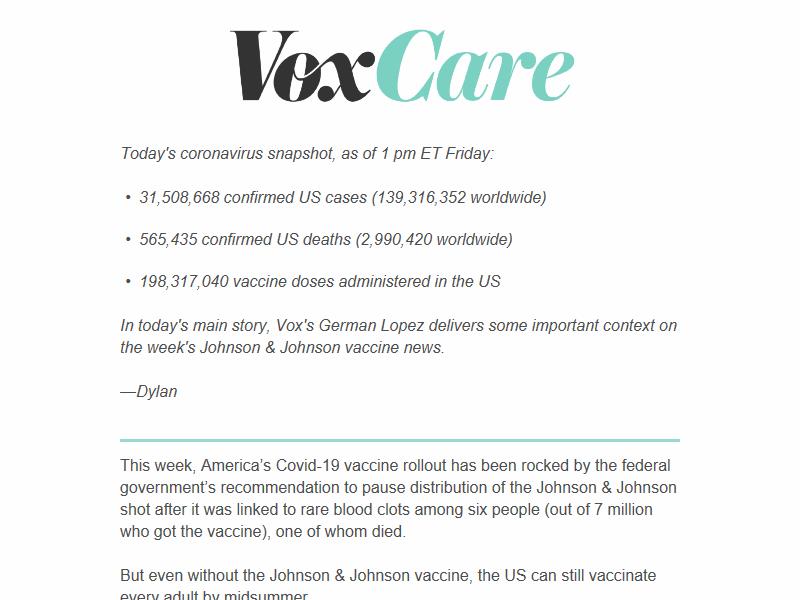 VoxCare
Today's coronavirus snapshot, as of 1 pm ET Friday:
• 31,508,668 confirmed US cases (139,316,352 worldwide)
• 565,435 confirmed US deaths (2,990,420 worldwide)
• 198,317,040 vaccine doses administered in the US
In today's main story, Vox's German Lopez delivers some important context on
the week's Johnson & Johnson vaccine news.
—Dylan
This week, America’s Covid-19 vaccine rollout has been rocked by the federal
government’s recommendation to pause distribution of the Johnson & Johnson
shot after it was linked to rare blood clots among six people (out of 7 million
who got the vaccine), one of whom died.
But even without the Johnson & Johnson vaccine, the US can still vaccinate
every adult by midsummer.